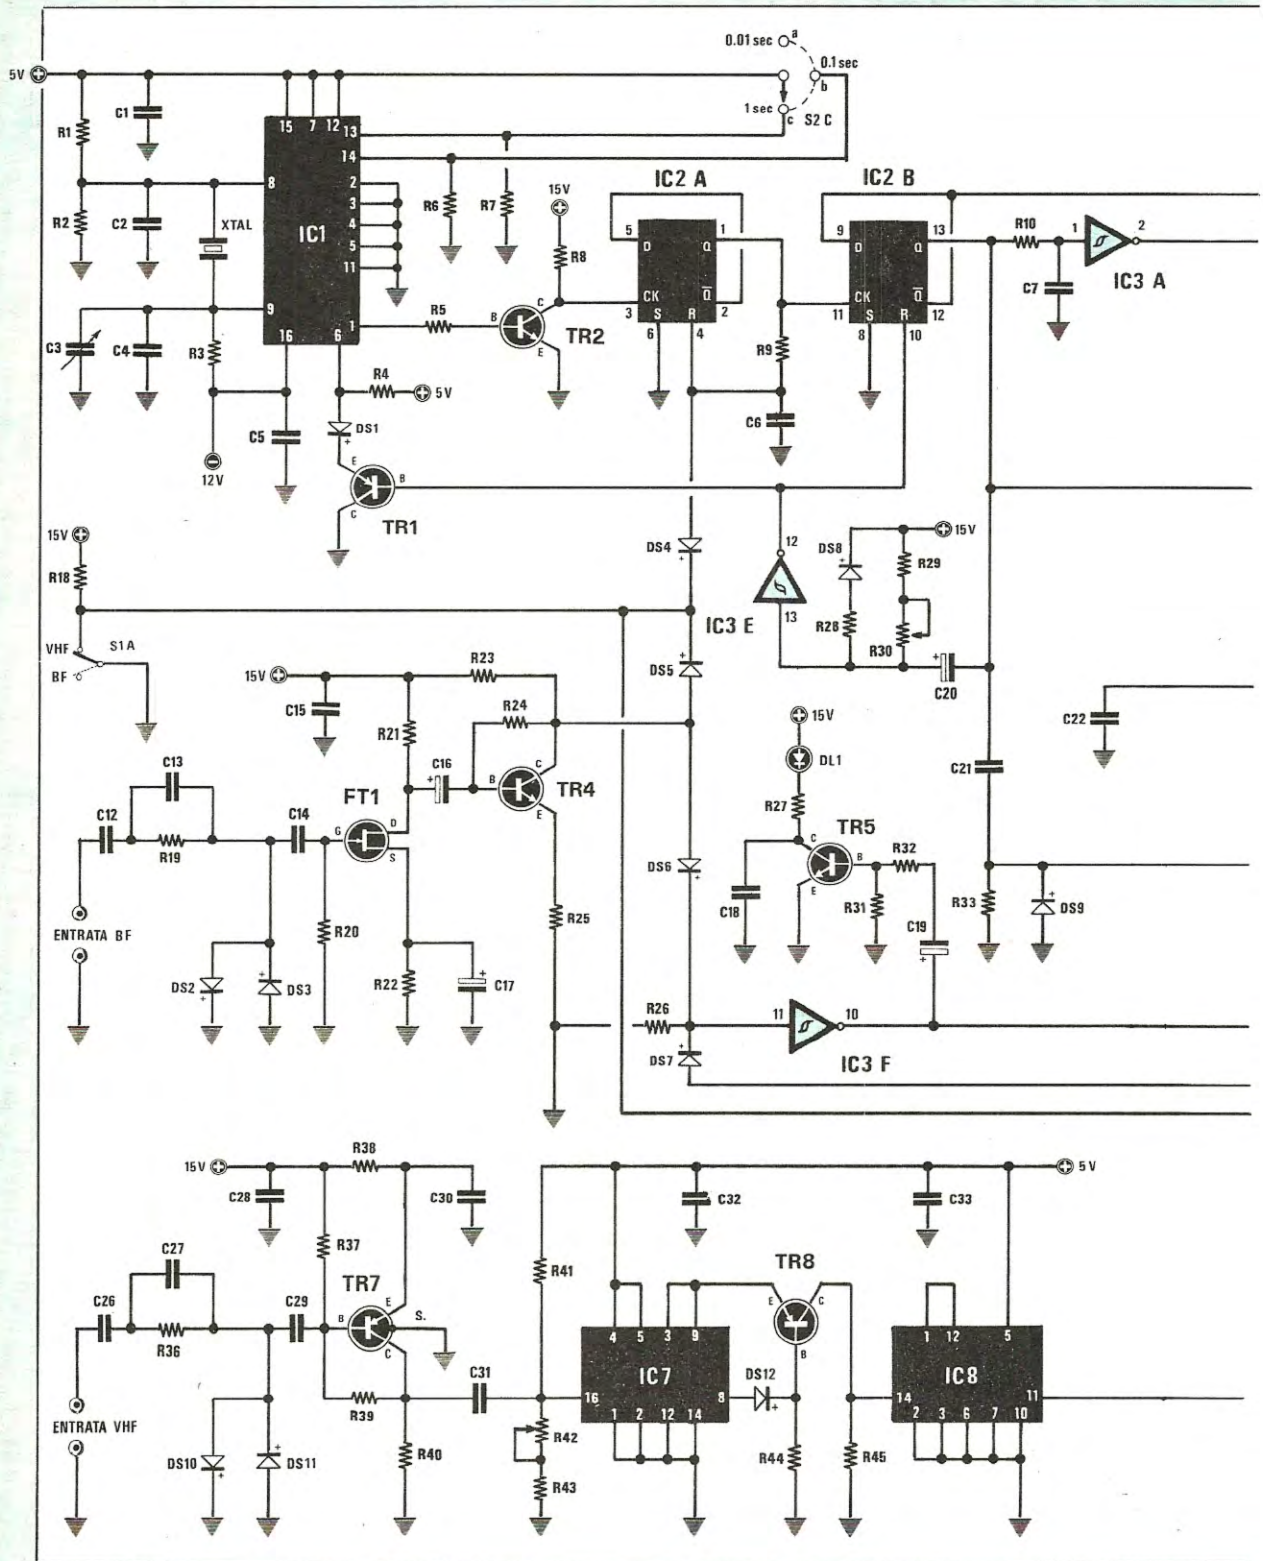 0.01 sec a
5V
0.1 sec
b
1 sec
c
S2 C
R1
C1
15 7 12
13
14
8
2
3
4
5
11
IC1
R2
C2
XTAL
9
16
1
6
C3
C4
R3
C5
12V
R4
5V
DS1
E
B
C
TR1
R5
R6
R7
15V
R8
B
C
E
TR2
IC2 A
5
D
1
Q
CK
3
S
6
R
4
Q
2
R9
C6
IC2 B
9
D
13
Q
CK
11
S
8
R
10
Q
12
R10
C7
1
2
IC3 A
15V
R18
VHF
BF
S1A
DS4
12
13
IC3 E
DS8
R28
R29
R30
15V
C20
DS5
15V
C15
R23
R24
R21
C16
B
C
E
TR4
FT1
G
D
S
C13
C12
R19
C14
R20
DS2
DS3
R22
C17
R25
ENTRATA BF
DS6
15V
DL1
R27
TR5
C
B
E
R32
R31
C18
C19
C21
C22
R33
DS9
R26
11
10
IC3 F
DS7
15V
R38
C28
C30
R37
C27
C26
R36
C29
TR7
B
E
C
S.
R39
R40
C31
DS10
DS11
ENTRATA VHF
R41
R42
R43
C32
C33
5V
4 5 3 9
IC7
16
8
1 2 12 14
TR8
E
C
B
DS12
R44
R45
1 12 5
IC8
14
11
2 3 6 7 10